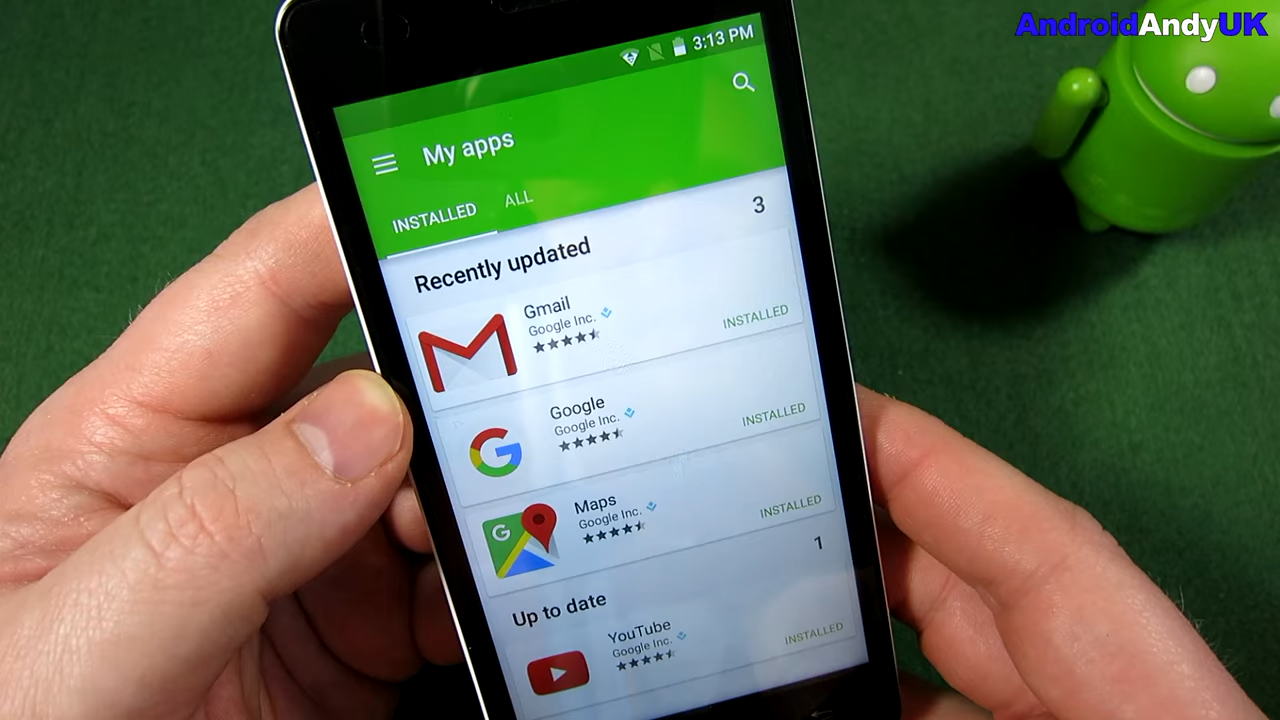 AndroidAndyUK
3:13 PM
My apps
INSTALLED ALL
Recently updated 3
Gmail
Google Inc.
INSTALLED
Google
Google Inc.
INSTALLED
G
Maps
Google Inc.
INSTALLED
Up to date 1
YouTube
Google Inc.
INSTALLED